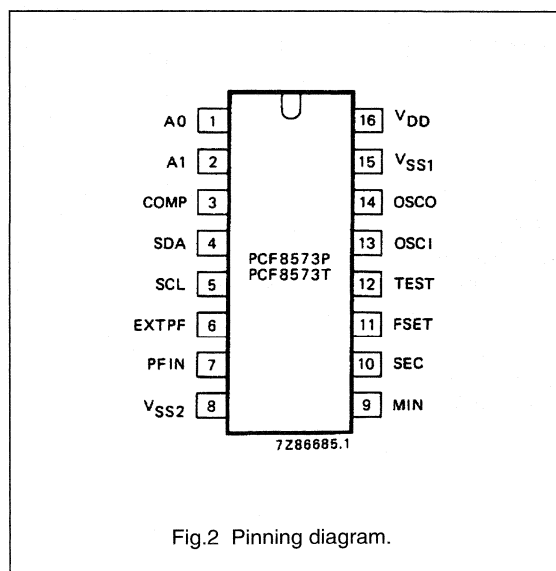 A0 1 16 VDD
A1 2 15 VSS1
COMP 3 14 OSCO
SDA 4 13 OSCI
PCF8573P
PCF8573T
SCL 5 12 TEST
EXTPF 6 11 FSET
PFIN 7 10 SEC
VSS2 8 9 MIN
7Z86685.1
Fig.2 Pinning diagram.